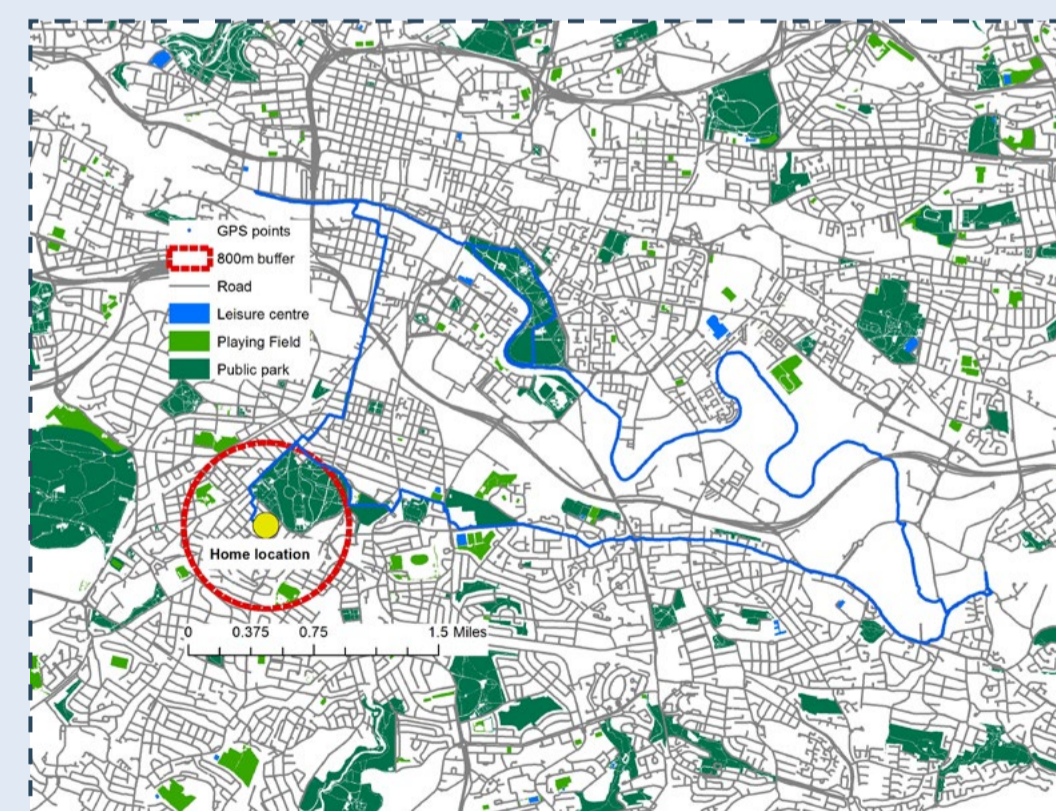 GPS points
800m buffer
Road
Leisure centre
Playing Field
Public park
Home location
0 0.375 0.75 1.5 Miles